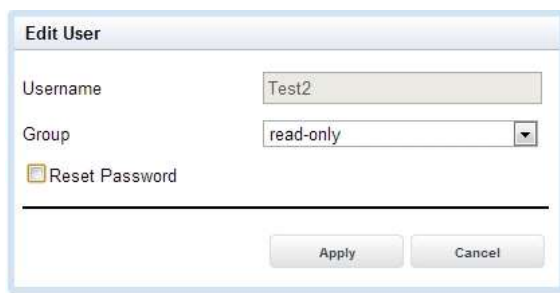 Edit User
Username Test2
Group read-only
Reset Password
Apply Cancel